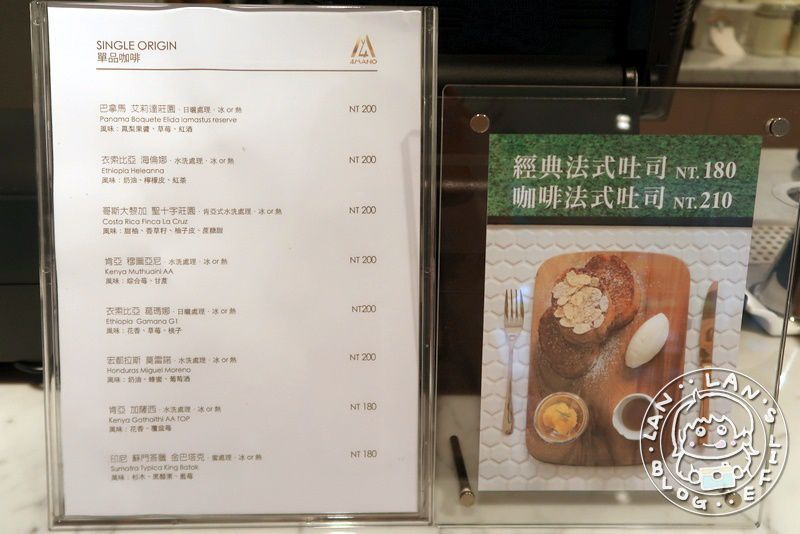 SINGLE ORIGIN
單品咖啡
AMANO
巴拿馬 艾莉達莊園．日曬處理．冰 or 熱 NT 200
Panama Boquete Elida lamastus reserve
風味：鳳梨果醬、草莓、紅酒
衣索比亞 海倫娜．水洗處理．冰 or 熱 NT 200
Ethiopia Heleanna
風味：奶油、檸檬皮、紅茶
哥斯大黎加 聖十字莊園．肯亞式水洗處理．冰 or 熱 NT 200
Costa Rica Finca La Cruz
風味：甜柚、香草籽、柚子皮、蔗糖甜
肯亞 穆圖亞尼．水洗處理．冰 or 熱 NT 200
Kenya Muthuaini AA
風味：綜合莓、甘蔗
衣索比亞 葛瑪娜．日曬處理．冰 or 熱 NT200
Ethiopia Gamana G1
風味：花香、草莓、桃子
宏都拉斯 莫雷諾．水洗處理．冰 or 熱 NT 200
Honduras Miguel Moreno
風味：奶油、蜂蜜、葡萄酒
肯亞 加薩西．水洗處理．冰 or 熱 NT 180
Kenya Gathaithi AA TOP
風味：花香、覆盆莓
印尼 蘇門答臘 金巴塔克．蜜處理．冰 or 熱 NT 180
Sumatra Typica King Batak
風味：杉木、黑醋栗、藍莓
經典法式吐司 NT.180
咖啡法式吐司 NT.210
LAN LAN'S LIFE BLOG